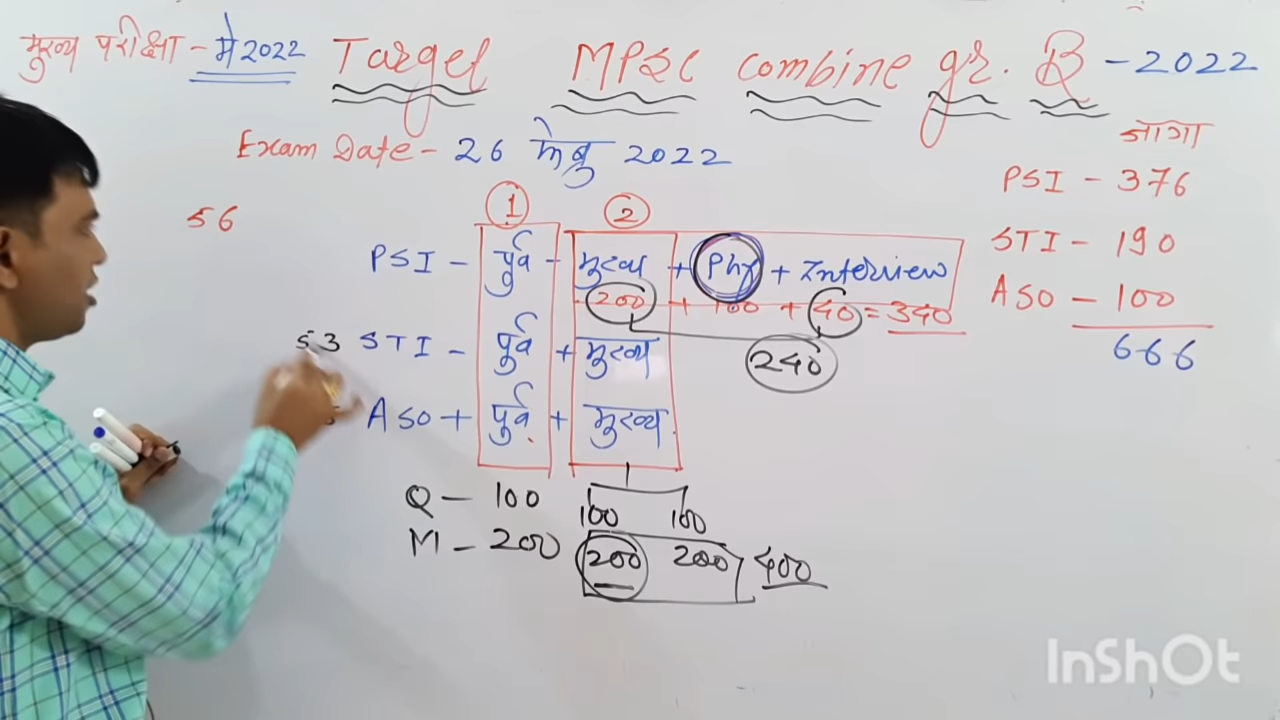 मुख्य परीक्षा - मे 2022 Target MPSC combine gr. B - 2022
Exam Date - 26 फेब्रु 2022
जागा
PSI - 376
STI - 190
ASO - 100
666
56
1 2
PSI - पुर्व - मुख्य + Phy + Interview
200 + 100 + 40 = 340
53 STI - पुर्व + मुख्य
240
ASO + पुर्व + मुख्य
Q - 100 100 100
M - 200 200 200 400
InShOt